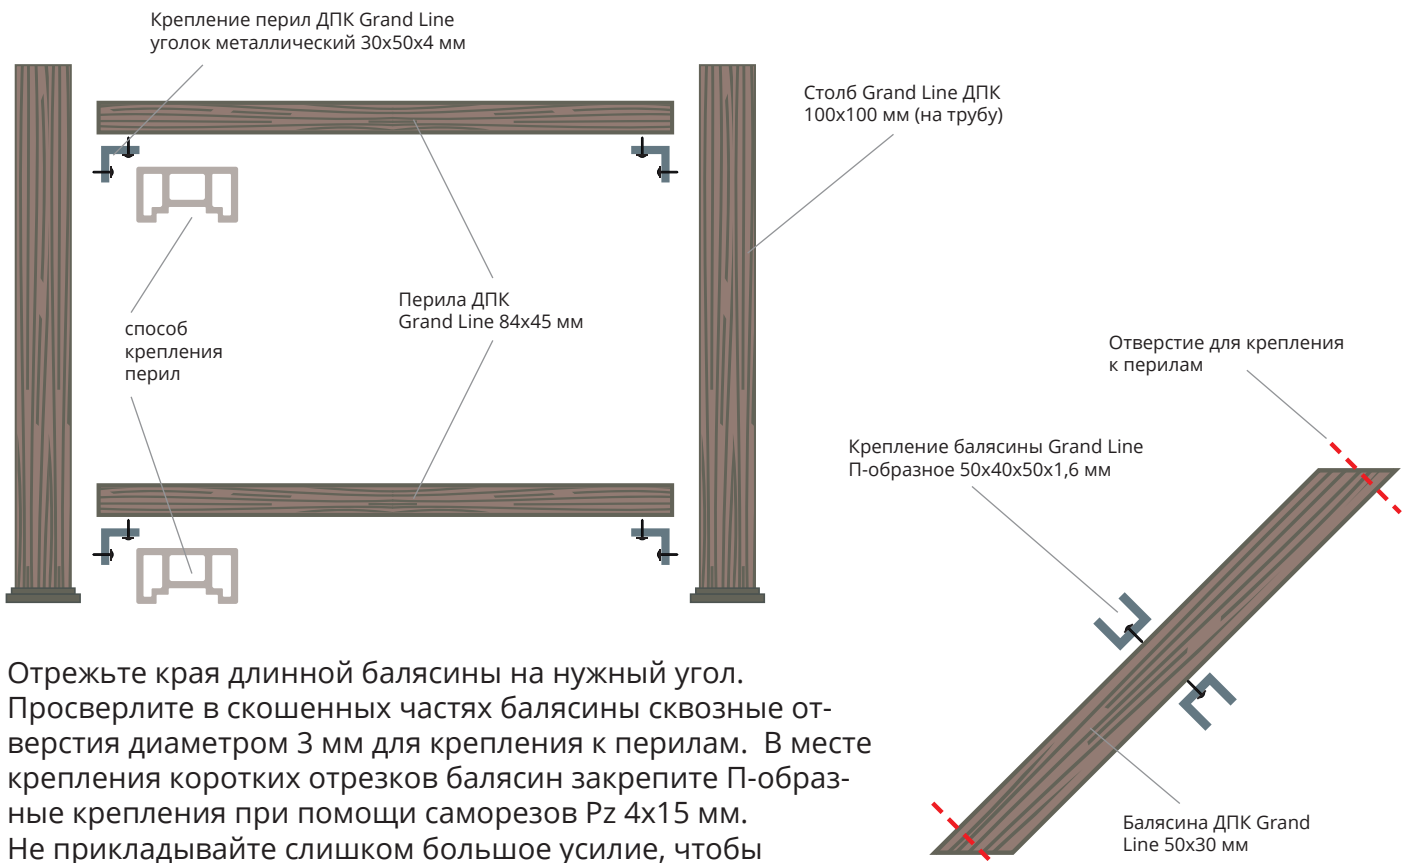 Крепление перил ДПК Grand Line
уголок металлический 30х50х4 мм
Столб Grand Line ДПК
100х100 мм (на трубу)
Перила ДПК
Grand Line 84х45 мм
способ
крепления
перил
Отверстие для крепления
к перилам
Крепление балясины Grand Line
П-образное 50х40х50х1,6 мм
Отрежьте края длинной балясины на нужный угол.
Просверлите в скошенных частях балясины сквозные от-
верстия диаметром 3 мм для крепления к перилам.  В месте
крепления коротких отрезков балясин закрепите П-образ-
ные крепления при помощи саморезов Pz 4х15 мм.
Не прикладывайте слишком большое усилие, чтобы
Балясина ДПК Grand
Line 50х30 мм